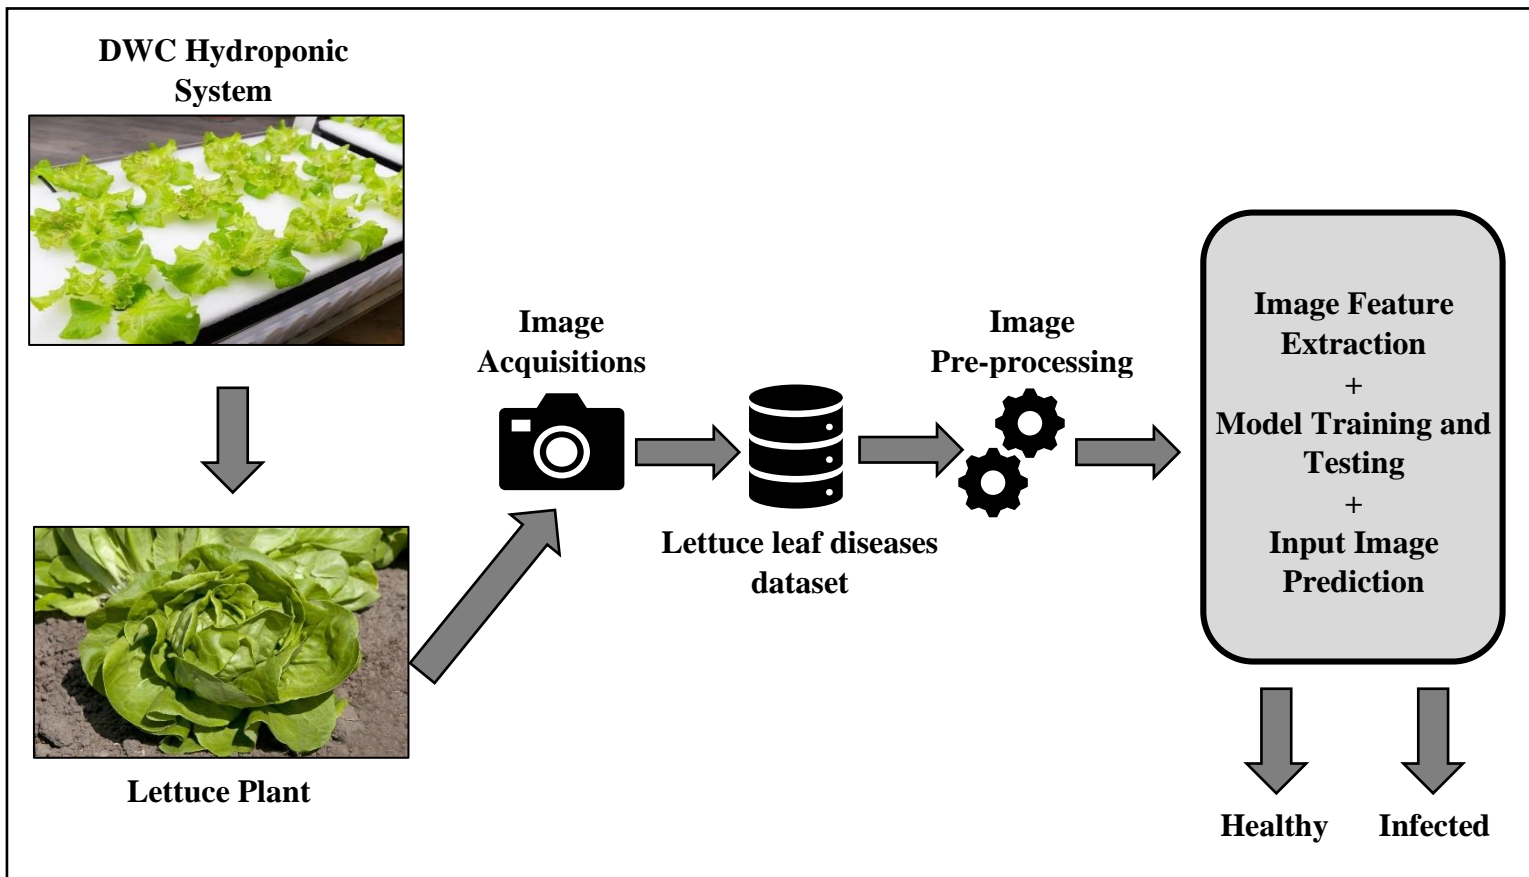 DWC Hydroponic
System
Lettuce Plant
Image
Acquisitions
Lettuce leaf diseases
dataset
Image
Pre-processing
Image Feature
Extraction
+
Model Training and
Testing
+
Input Image
Prediction
Healthy
Infected